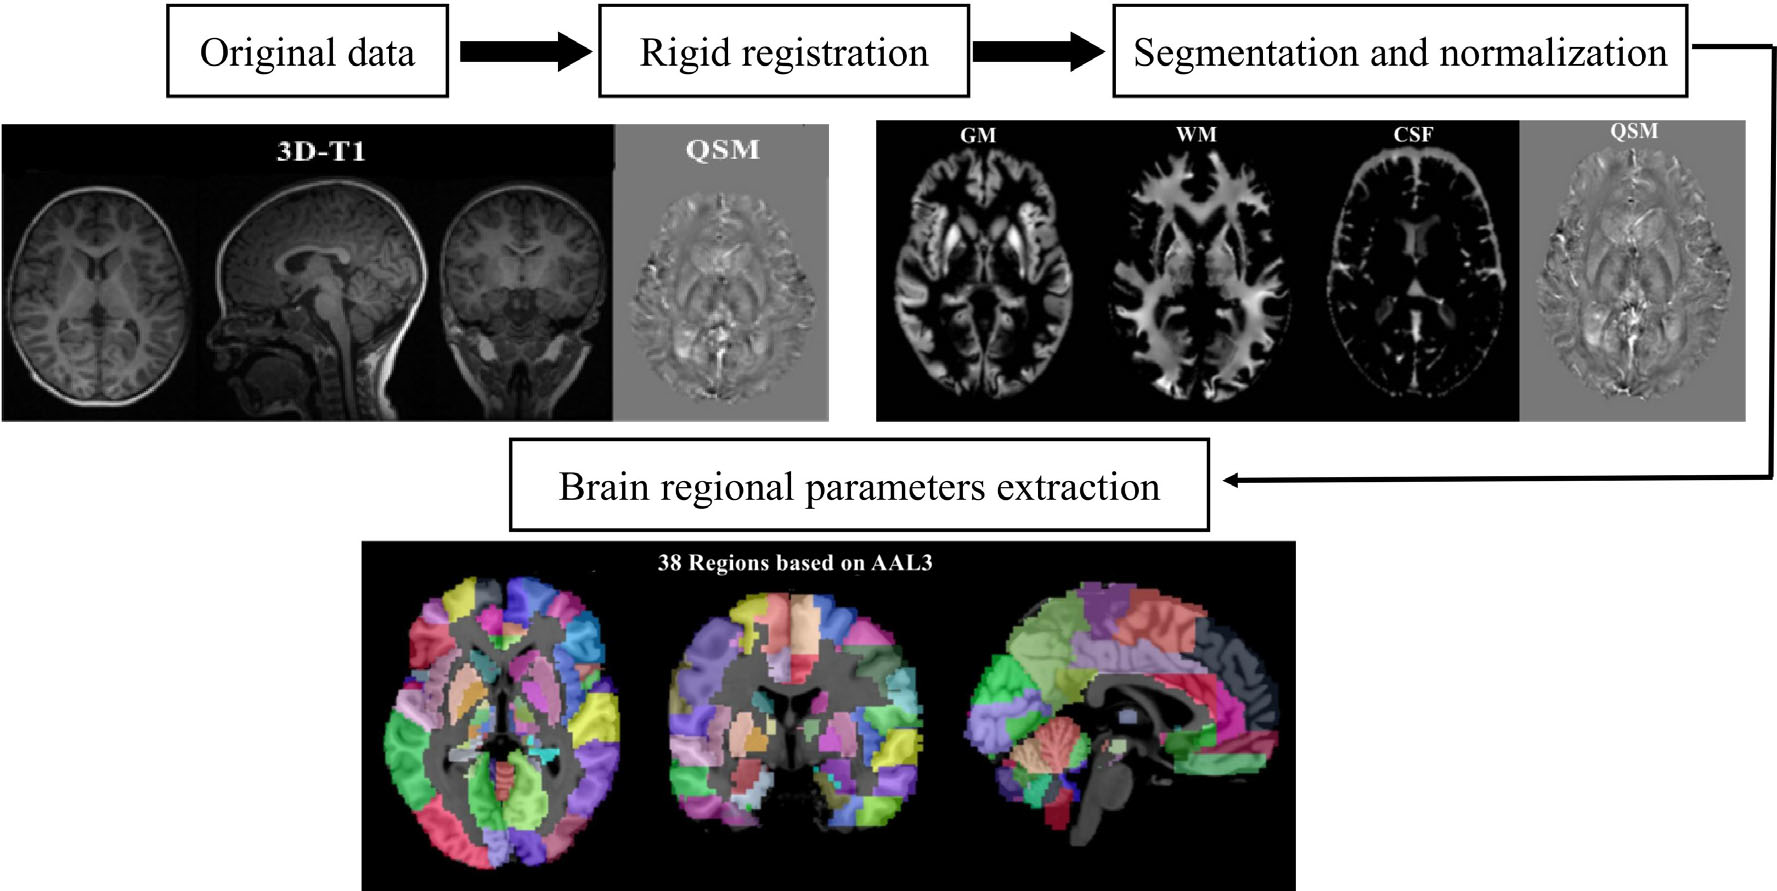 Original data
Rigid registration
Segmentation and normalization
3D-T1
QSM
GM
WM
CSF
QSM
Brain regional parameters extraction
38 Regions based on AAL3